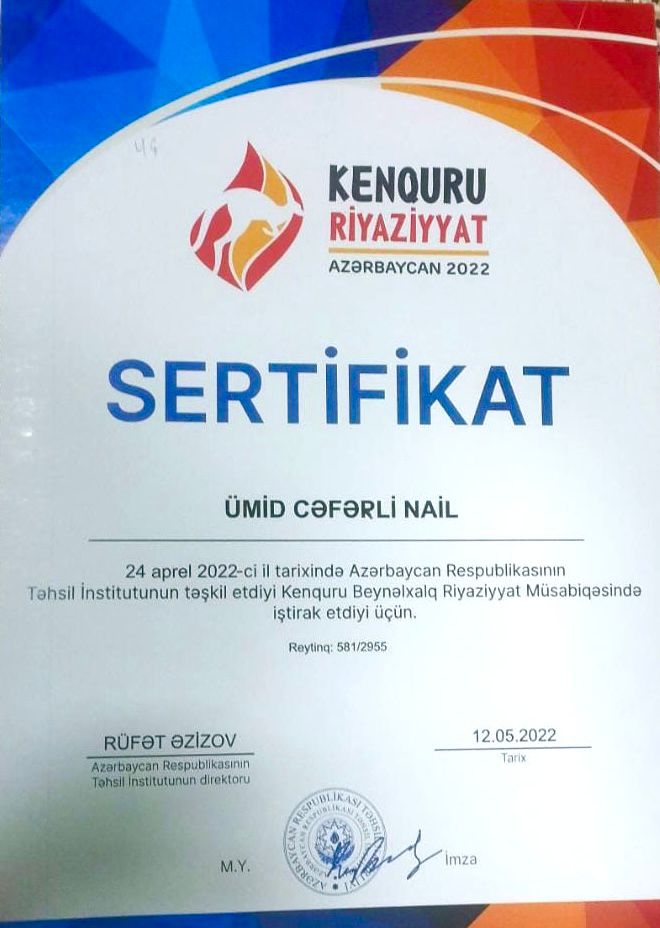 KENQURU
RİYAZİYYAT
AZƏRBAYCAN 2022
SERTİFİKAT
ÜMİD CƏFƏRLİ NAİL
24 aprel 2022-ci il tarixində Azərbaycan Respublikasının
Təhsil İnstitutunun təşkil etdiyi Kenquru Beynəlxalq Riyaziyyat Müsabiqəsində
iştirak etdiyi üçün.
Reytinq: 581/2955
RÜFƏT ƏZİZOV
Azərbaycan Respublikasının
Təhsil İnstitutunun direktoru
12.05.2022
Tarix
M.Y.
İmza